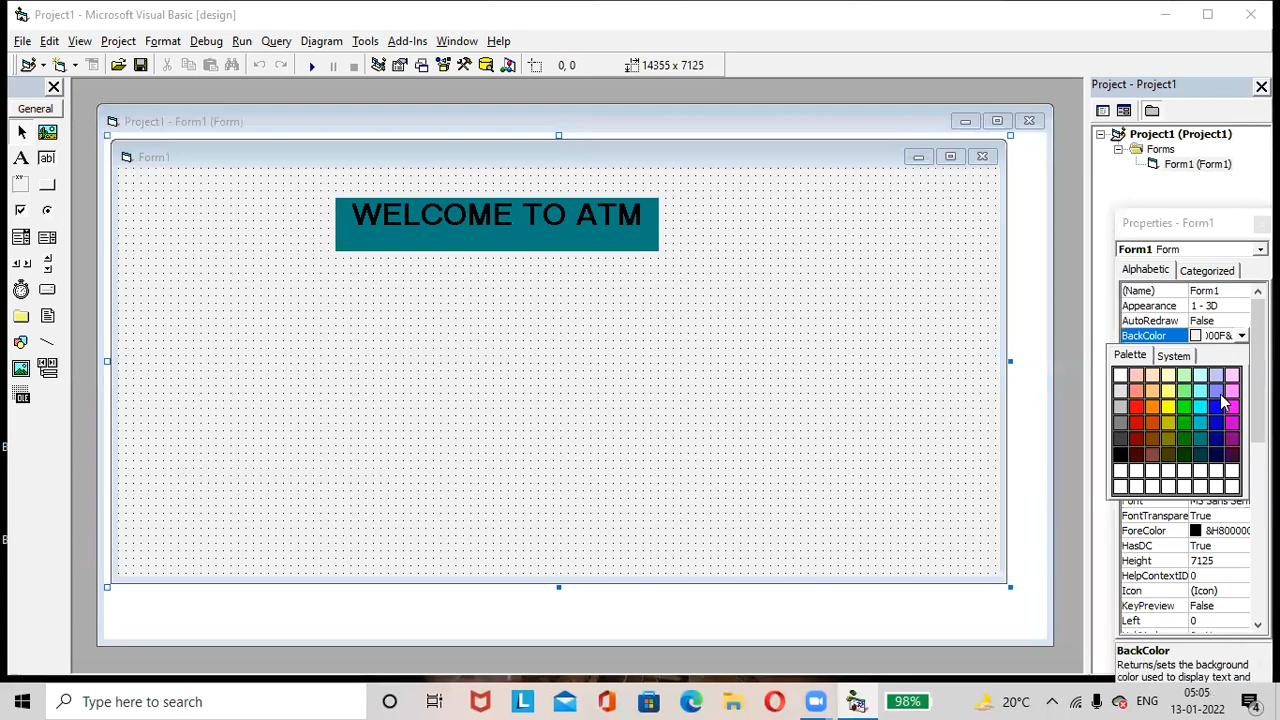 Project1 - Microsoft Visual Basic [design]
File Edit View Project Format Debug Run Query Diagram Tools Add-Ins Window Help
0, 0 14355 x 7125
General
Project1 - Form1 (Form)
Form1
WELCOME TO ATM
Project - Project1
Project1 (Project1)
Forms
Form1 (Form1)
Properties - Form1
Form1 Form
Alphabetic Categorized
(Name) Form1
Appearance 1 - 3D
AutoRedraw False
BackColor 00F&
Palette System
FontTranspare True
ForeColor &H800000
HasDC True
Height 7125
HelpContextID 0
Icon (Icon)
KeyPreview False
Left 0
BackColor
Returns/sets the background
color used to display text and
Type here to search
98%
20°C
ENG
05:05
13-01-2022
4